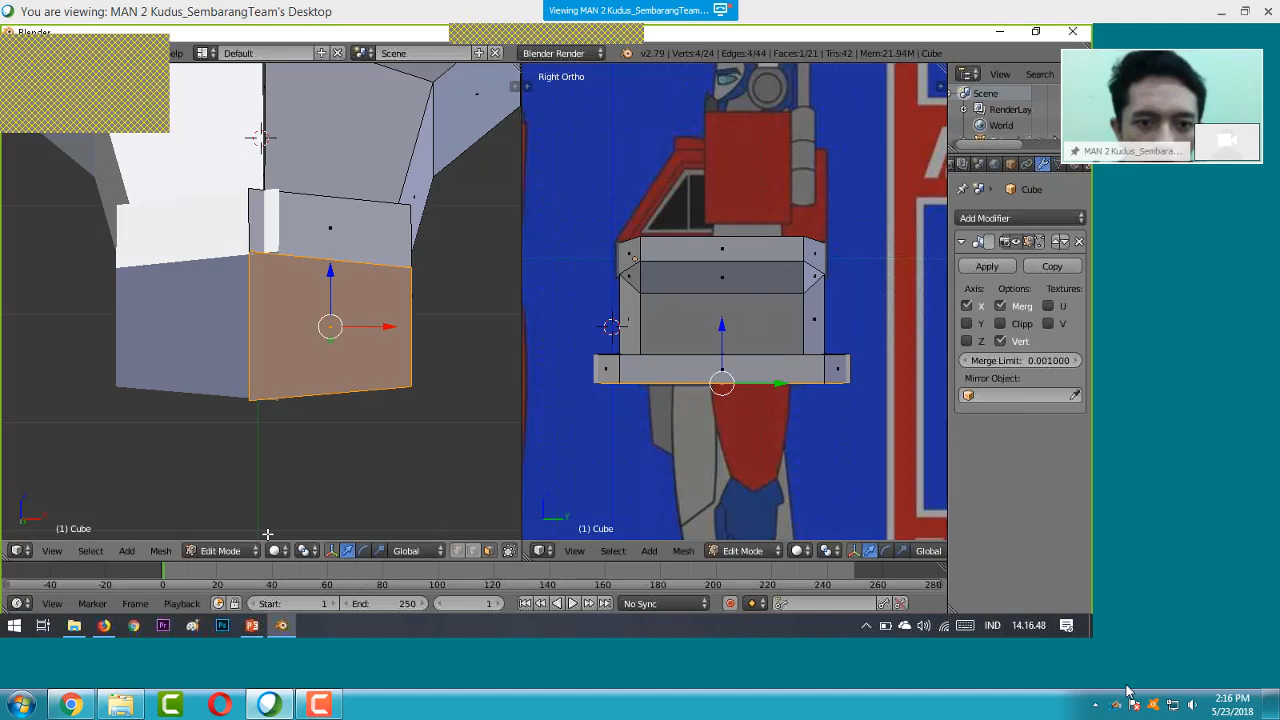 You are viewing: MAN 2 Kudus_SembarangTeam's Desktop
Viewing MAN 2 Kudus_SembarangTeam...
Blender
elp
Default
Scene
Blender Render
v2.79 | Verts:4/24 | Edges:4/44 | Faces:1/21 | Tris:42 | Mem:21.94M | Cube
Right Ortho
View
Search
Scene
RenderLay
World
MAN 2 Kudus_Sembara...
Cube
Add Modifier
Apply
Copy
Axis:
Options:
Textures:
X
Merg
U
Y
Clipp
V
Z
Vert
Merge Limit: 0.001000
Mirror Object:
(1) Cube
(1) Cube
View
Select
Add
Mesh
Edit Mode
Global
View
Select
Add
Mesh
Edit Mode
Global
-40
-20
0
20
40
60
80
100
120
140
160
180
200
220
240
260
280
View
Marker
Frame
Playback
Start: 1
End: 250
1
No Sync
Pr
Ps
IND
14.16.48
2:16 PM
5/23/2018